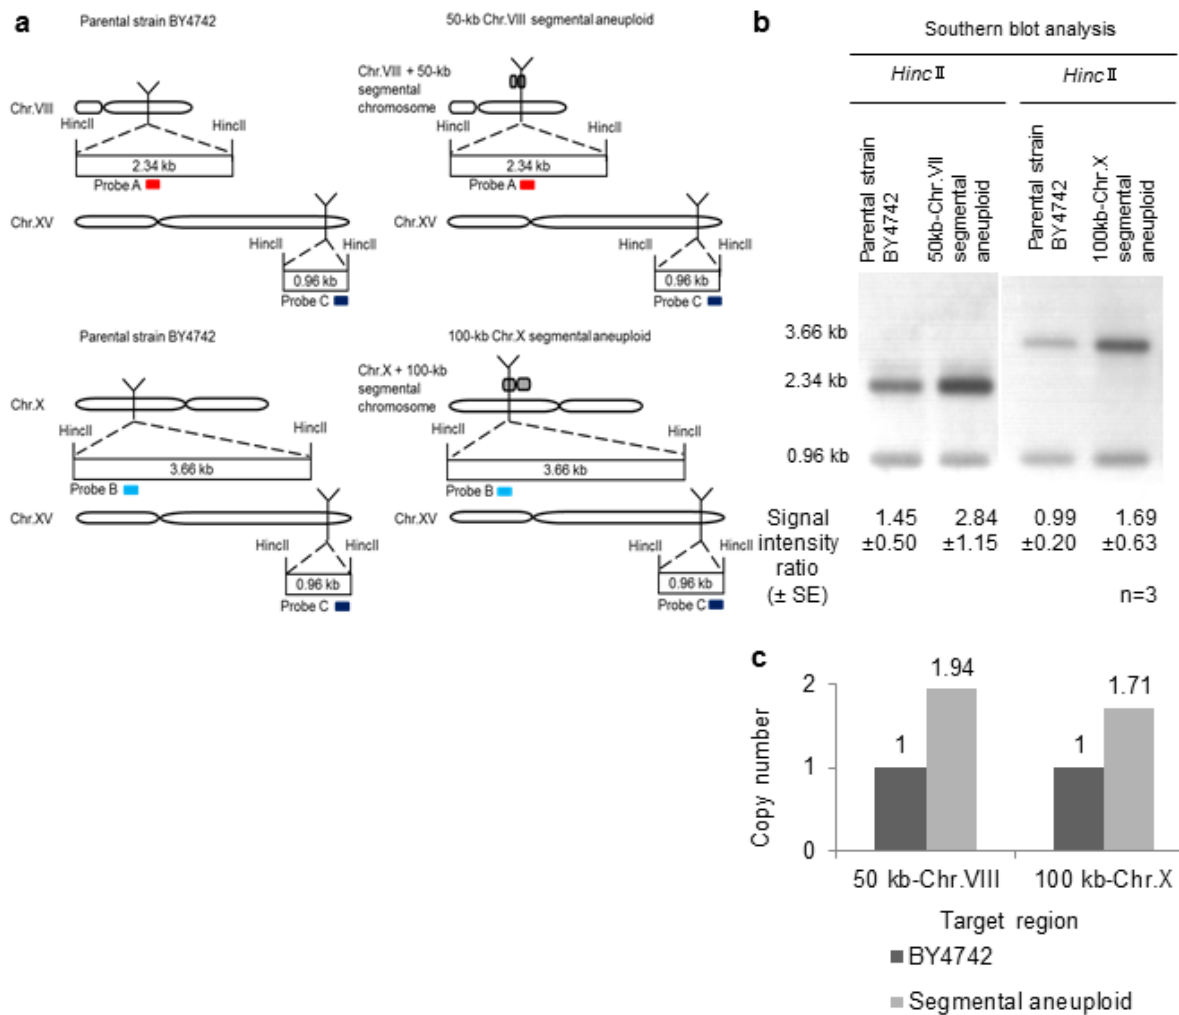 a
Parental strain BY4742
50-kb Chr.VIII segmental aneuploid
Chr.VIII + 50-kb
segmental
chromosome
Chr.VIII
HincII
HincII
HincII
HincII
2.34 kb
2.34 kb
Probe A
Probe A
Chr.XV
Chr.XV
HincII
HincII
HincII
HincII
0.96 kb
0.96 kb
Probe C
Probe C
Parental strain BY4742
100-kb Chr.X segmental aneuploid
Chr.X + 100-kb
segmental
chromosome
Chr.X
HincII
HincII
HincII
HincII
3.66 kb
3.66 kb
Probe B
Probe B
Chr.XV
Chr.XV
HincII
HincII
HincII
HincII
0.96 kb
0.96 kb
Probe C
Probe C
b
Southern blot analysis
Hinc II
Hinc II
Parental strain
BY4742
50kb-Chr.VII
segmental
aneuploid
Parental strain
BY4742
100kb-Chr.X
segmental
aneuploid
3.66 kb
2.34 kb
0.96 kb
Signal
intensity
ratio
(± SE)
1.45
±0.50
2.84
±1.15
0.99
±0.20
1.69
±0.63
n=3
c
Copy number
2
1
0
1
1.94
1
1.71
50 kb-Chr.VIII
100 kb-Chr.X
Target region
BY4742
Segmental aneuploid